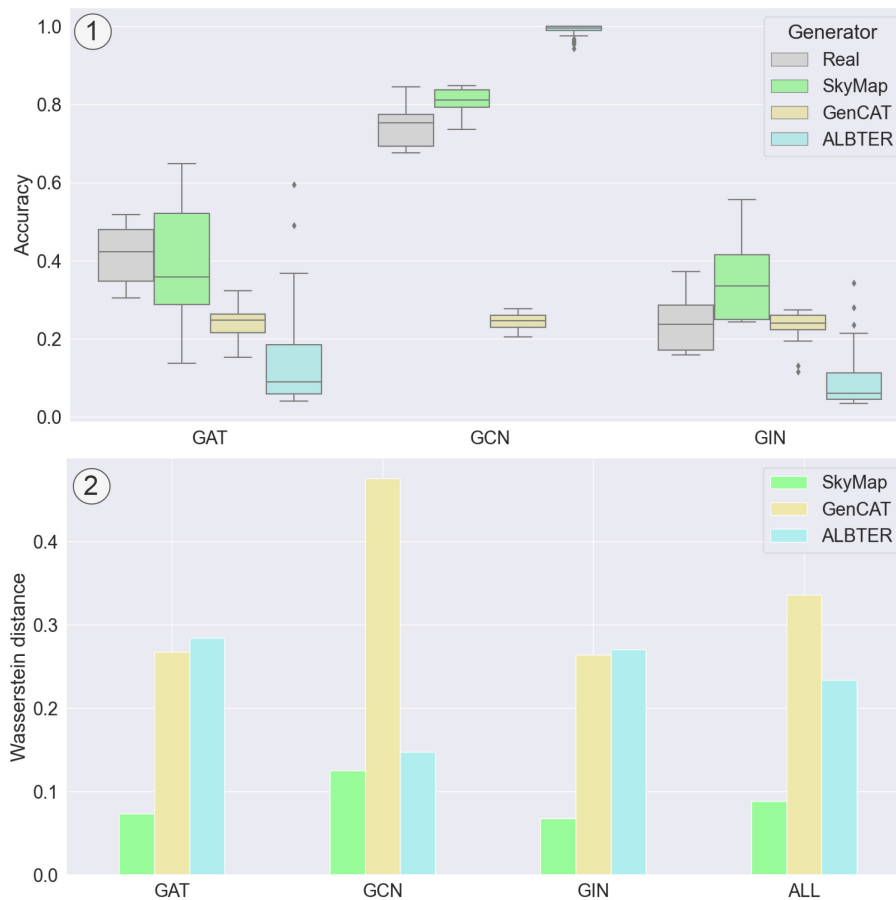 1
Generator
Real
SkyMap
GenCAT
ALBTER
Accuracy
1.0
0.8
0.6
0.4
0.2
0.0
GAT GCN GIN
2
SkyMap
GenCAT
ALBTER
Wasserstein distance
0.4
0.3
0.2
0.1
0.0
GAT GCN GIN ALL